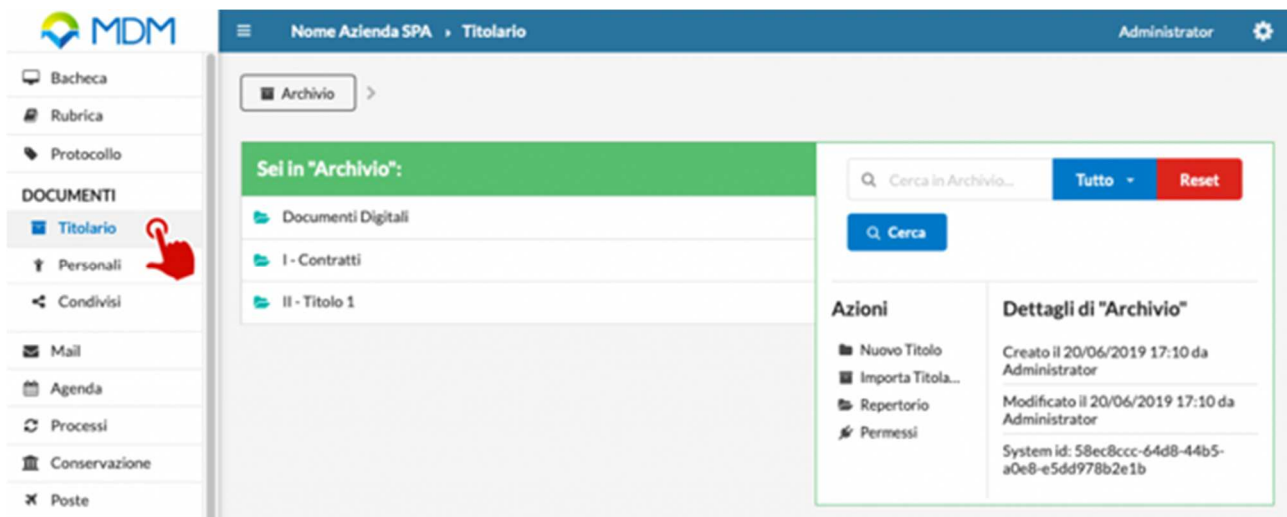 MDM
Nome Azienda SPA › Titolario
Administrator
Bacheca
Rubrica
Protocollo
DOCUMENTI
Titolario
Personali
Condivisi
Mail
Agenda
Processi
Conservazione
Poste
Archivio
Sei in "Archivio":
Documenti Digitali
I - Contratti
II - Titolo 1
Cerca in Archivio...
Tutto
Reset
Cerca
Azioni
Nuovo Titolo
Importa Titola...
Repertorio
Permessi
Dettagli di "Archivio"
Creato il 20/06/2019 17:10 da
Administrator
Modificato il 20/06/2019 17:10 da
Administrator
System id: 58ec8ccc-64d8-44b5-
a0e8-e5dd978b2e1b